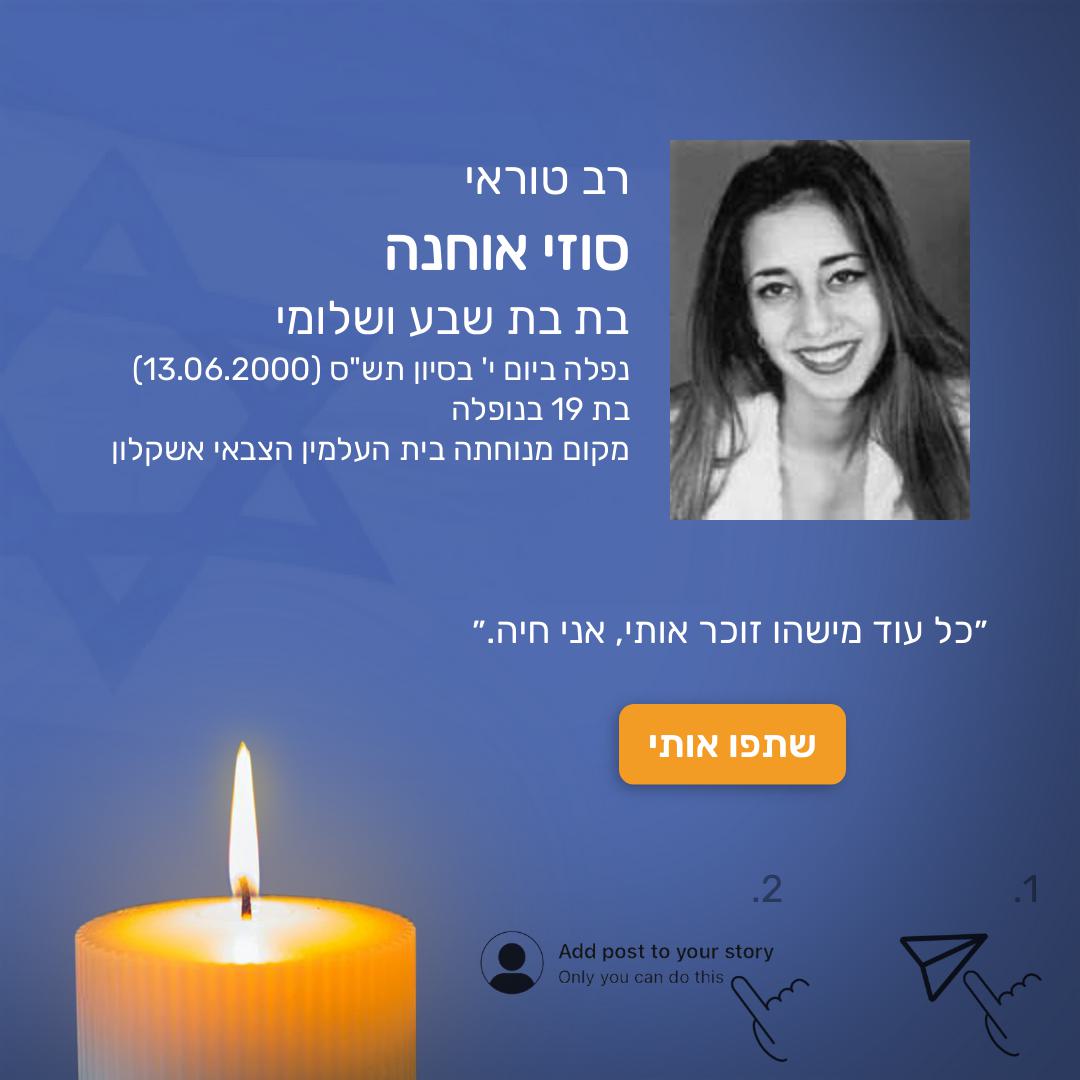 רב טוראי
סוזי אוחנה
בת בת שבע ושלומי
נפלה ביום י' בסיון תש"ס (13.06.2000)
בת 19 בנופלה
מקום מנוחתה בית העלמין הצבאי אשקלון
״כל עוד מישהו זוכר אותי, אני חיה.״
שתפו אותי
.1
.2
Add post to your story
Only you can do this